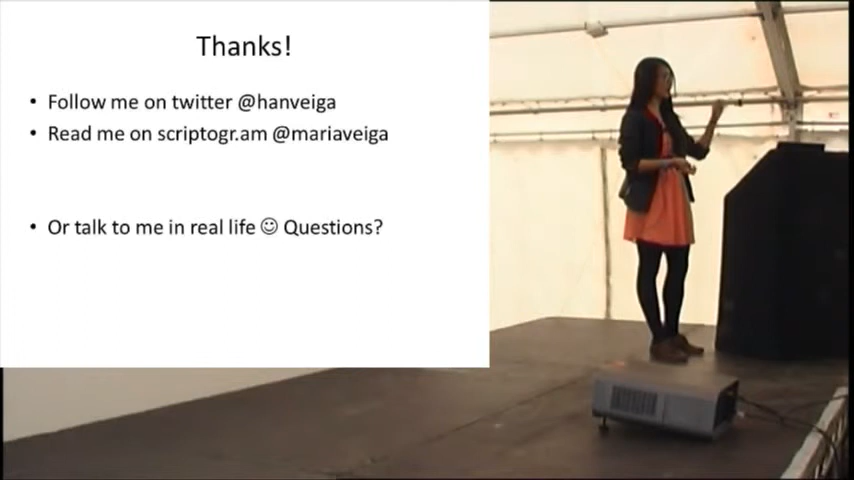 Thanks!
• Follow me on twitter @hanveiga
• Read me on scriptogr.am @mariaveiga
• Or talk to me in real life ☺ Questions?